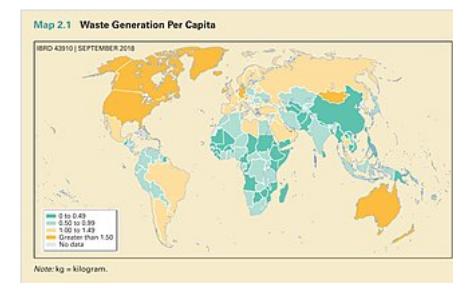 Map 2.1 Waste Generation Per Capita
IBRD 43910 | SEPTEMBER 2018
0 to 0.49
0.50 to 0.99
1.00 to 1.49
Greater than 1.50
No data
Note: kg = kilogram.